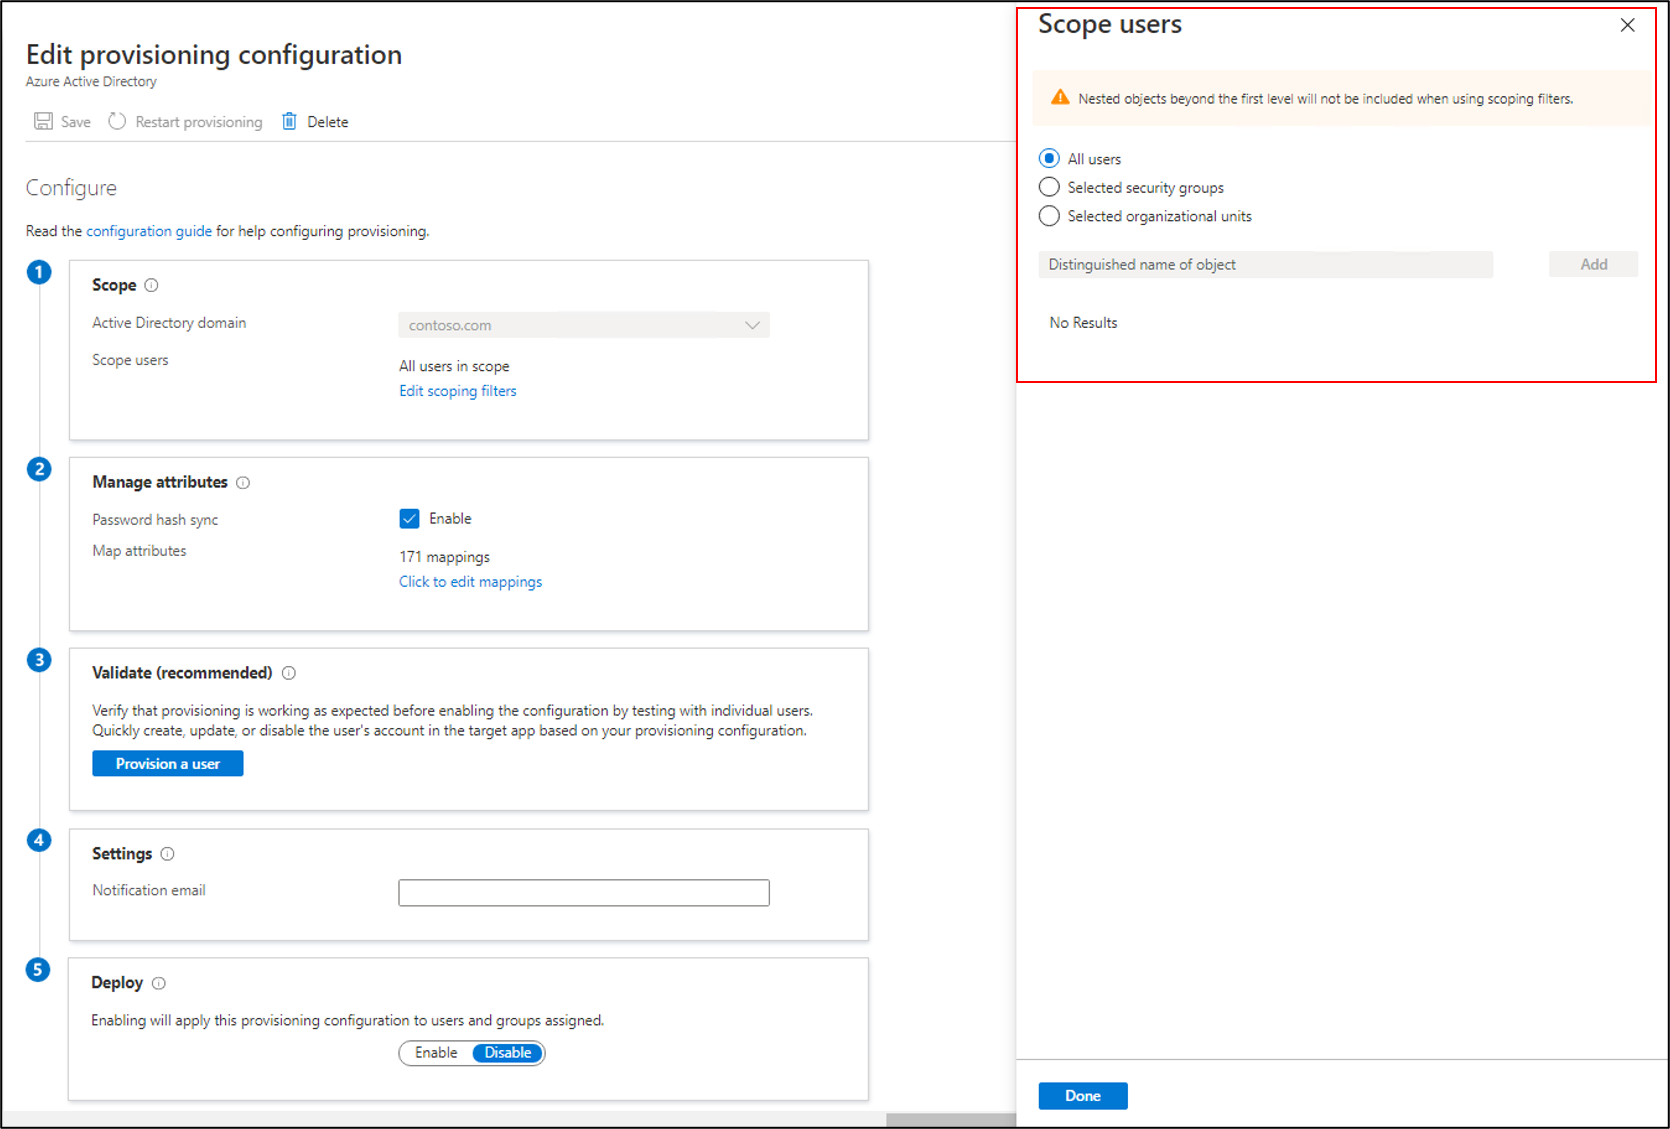 Edit provisioning configuration
Azure Active Directory
Save Restart provisioning Delete
Configure
Read the configuration guide for help configuring provisioning.
1
Scope
Active Directory domain contoso.com
Scope users
All users in scope
Edit scoping filters
2
Manage attributes
Password hash sync Enable
Map attributes
171 mappings
Click to edit mappings
3
Validate (recommended)
Verify that provisioning is working as expected before enabling the configuration by testing with individual users.
Quickly create, update, or disable the user's account in the target app based on your provisioning configuration.
Provision a user
4
Settings
Notification email
5
Deploy
Enabling will apply this provisioning configuration to users and groups assigned.
Enable Disable
Scope users
Nested objects beyond the first level will not be included when using scoping filters.
All users
Selected security groups
Selected organizational units
Distinguished name of object Add
No Results
Done